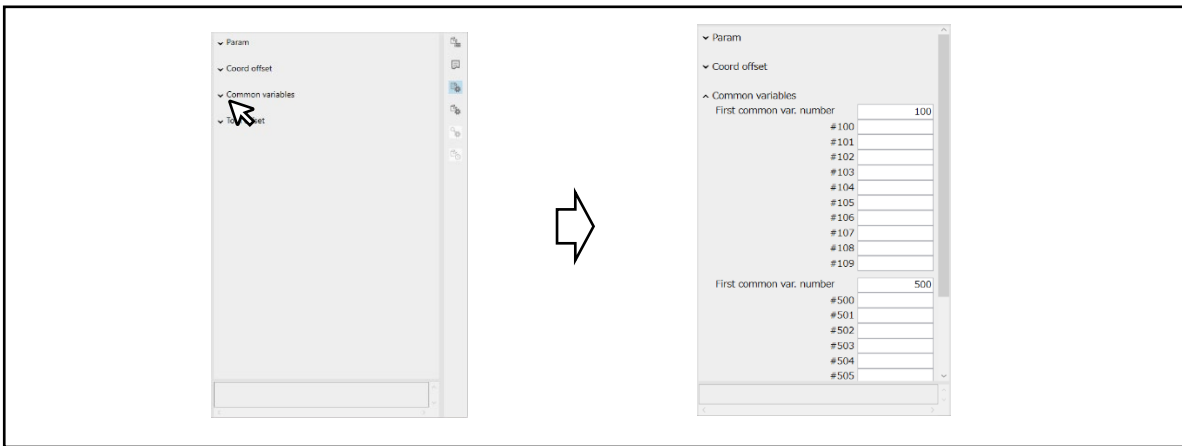 Param
Coord offset
Common variables
Param
Coord offset
Common variables
First common var. number 100
#100
#101
#102
#103
#104
#105
#106
#107
#108
#109
First common var. number 500
#500
#501
#502
#503
#504
#505